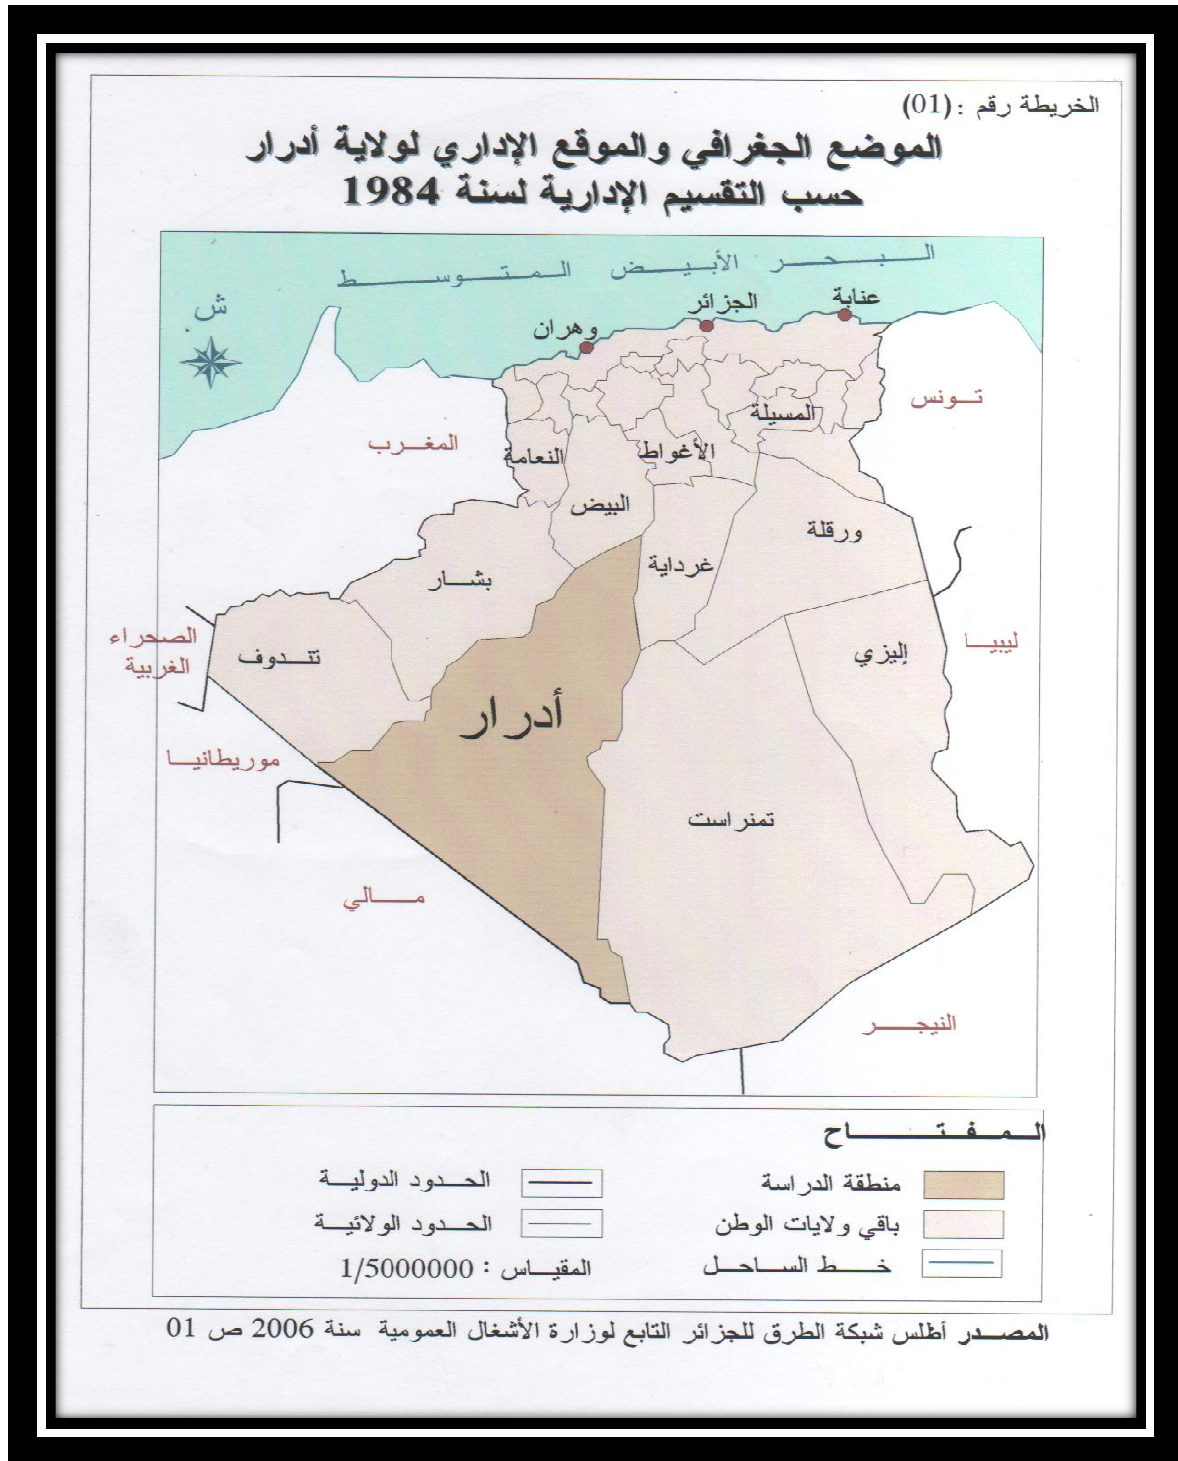 الخريطة رقم : (01)
الموضع الجغرافي والموقع الإداري لولاية أدرار
حسب التقسيم الإدارية لسنة 1984
البحر الأبيض المتوسط
ش
عنابة
الجزائر
وهران
تونس
المغرب
المسيلة
الأغواط
النعامة
البيض
ورقلة
غرداية
بشار
الصحراء
الغربية
تندوف
إليزي
ليبيا
أدرار
موريطانيا
تمنراست
مالي
النيجر
المفتاح
منطقة الدراسة
الحدود الدولية
باقي ولايات الوطن
الحدود الولائية
خط الساحل
المقياس : 1/5000000
المصدر أطلس شبكة الطرق للجزائر التابع لوزارة الأشغال العمومية سنة 2006 ص 01